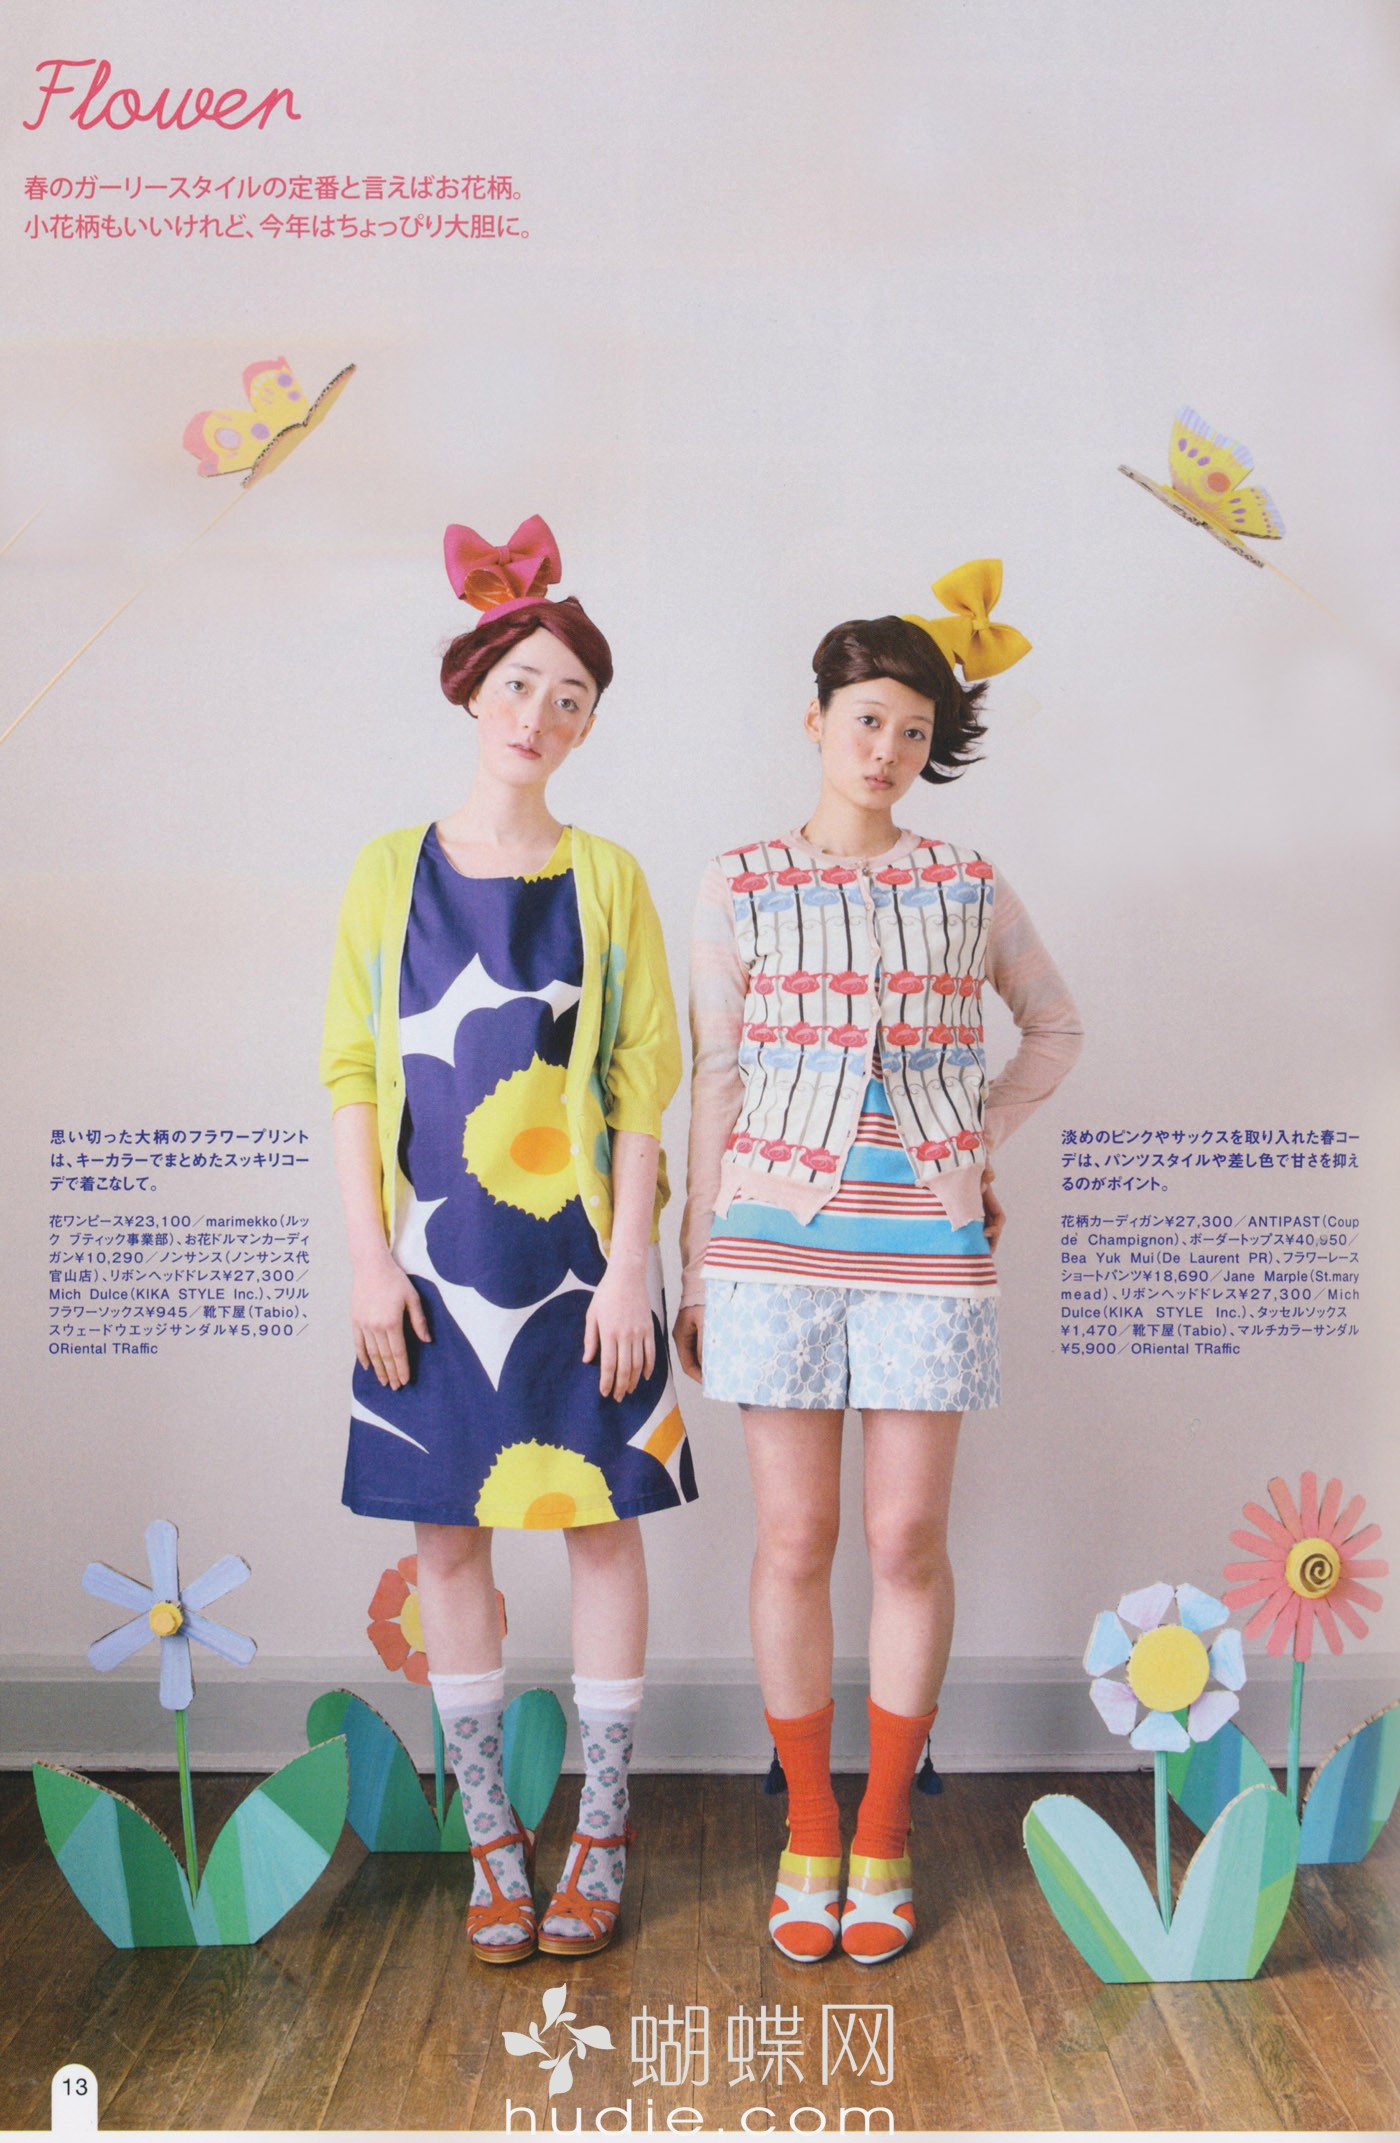 Flower
春のガーリースタイルの定番と言えばお花柄。
小花柄もいいけれど、今年はちょっぴり大胆に。
思い切った大柄のフラワープリント
は、キーカラーでまとめたスッキリコー
デで着こなして。
花ワンピース¥23,100／marimekko（ルッ
ク ブティック事業部）、お花ドルマンカーディ
ガン¥10,290／ノンサンス（ノンサンス代
官山店）、リボンヘッドドレス¥27,300／
Mich Dulce（KIKA STYLE Inc.）、フリル
フラワーソックス¥945／靴下屋（Tabio）、
スウェードウエッジサンダル¥5,900／
ORiental TRaffic
淡めのピンクやサックスを取り入れた春コー
デは、パンツスタイルや差し色で甘さを抑え
るのがポイント。
花柄カーディガン¥27,300／ANTIPAST（Coup
de Champignon）、ボーダートップス¥40,950／
Bea Yuk Mui（De Laurent PR）、フラワーレース
ショートパンツ¥18,690／Jane Marple（St.mary
mead）、リボンヘッドドレス¥27,300／Mich
Dulce（KIKA STYLE Inc.）、タッセルソックス
¥1,470／靴下屋（Tabio）、マルチカラーサンダル
¥5,900／ORiental TRaffic
13
蝴蝶网
hudie.com